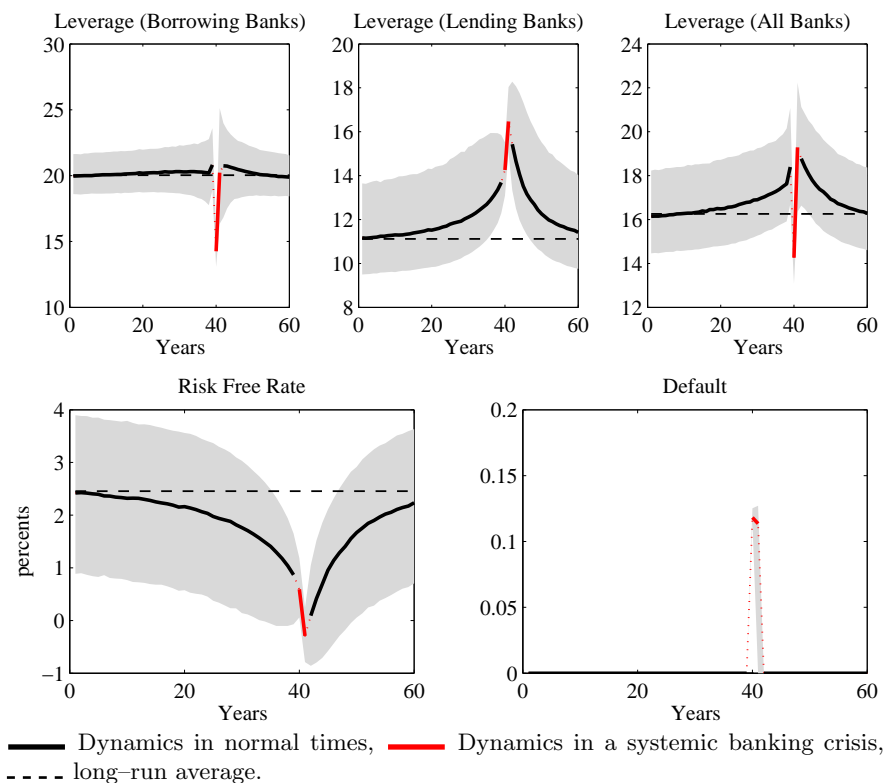 Leverage (Borrowing Banks)
Leverage (Lending Banks)
Leverage (All Banks)
30
25
20
15
10
0 20 40 60
Years
20
18
16
14
12
10
8
0 20 40 60
Years
24
22
20
18
16
14
12
0 20 40 60
Years
Risk Free Rate
Default
percents
4
3
2
1
0
−1
0 20 40 60
Years
0.2
0.15
0.1
0.05
0
0 20 40 60
Years
Dynamics in normal times, Dynamics in a systemic banking crisis,
long–run average.